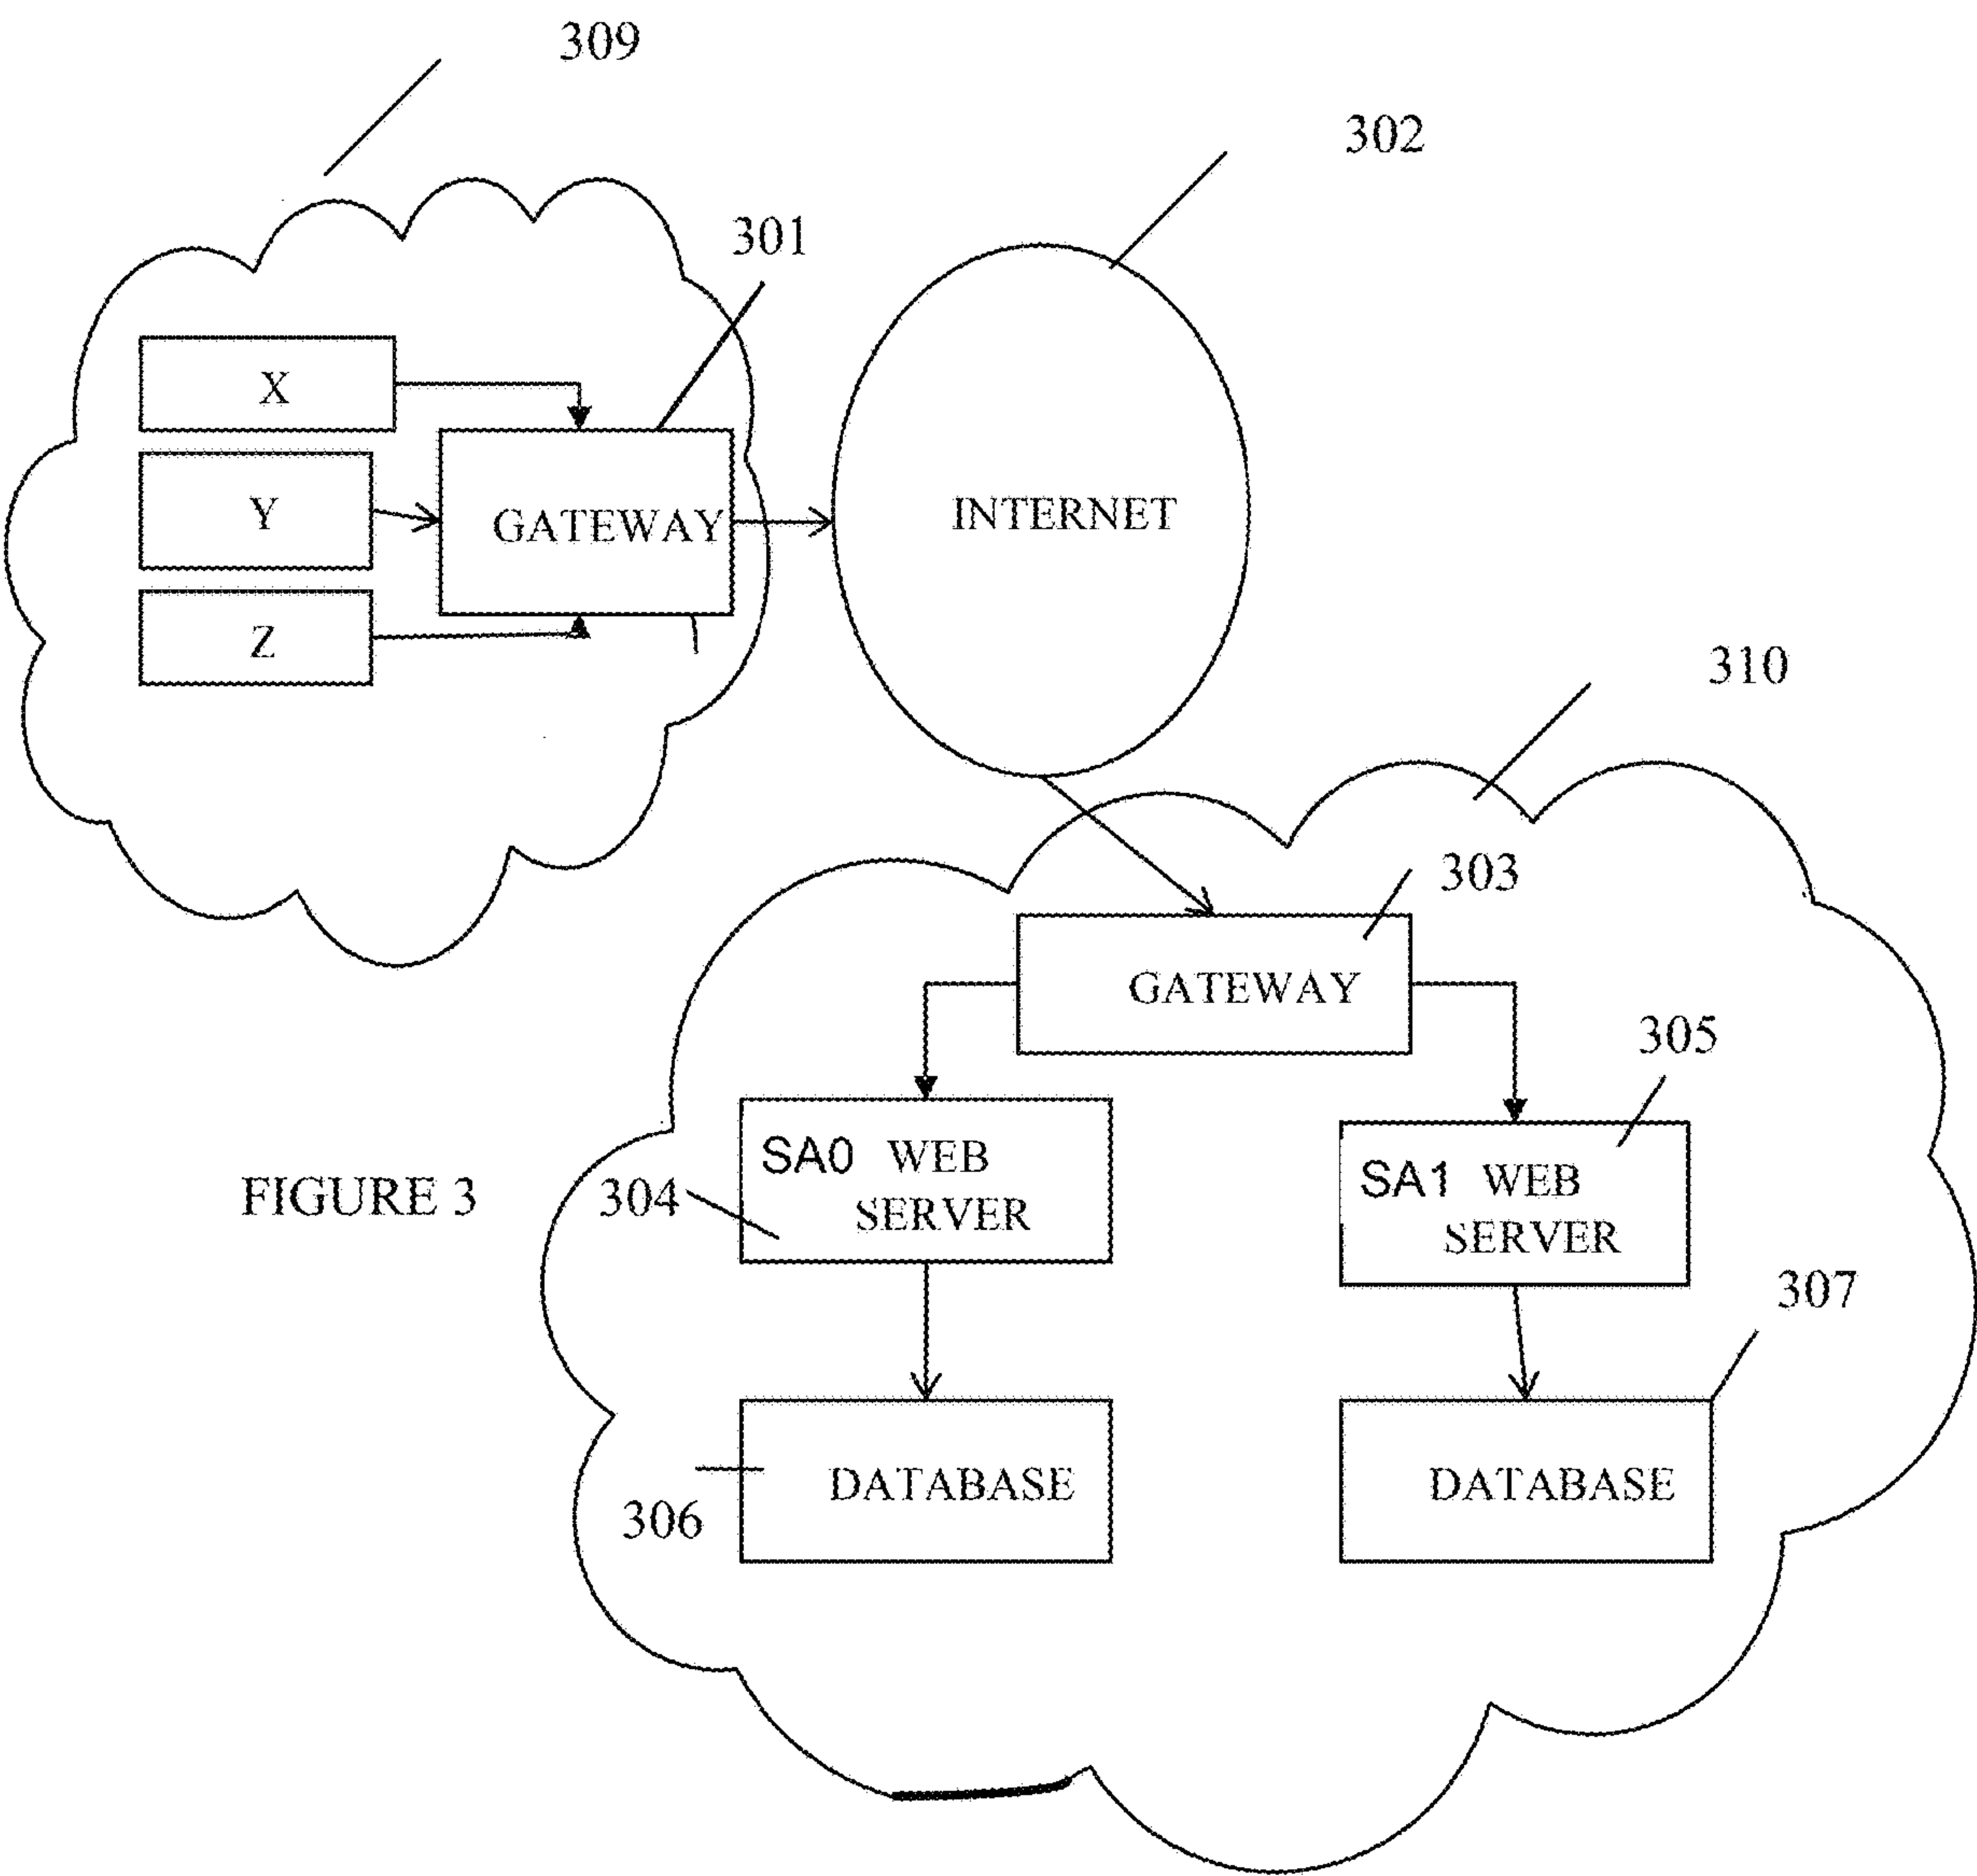 309
302
301
X
Y
Z
GATEWAY
INTERNET
310
303
GATEWAY
305
SA0 WEB
SERVER
304
SA1 WEB
SERVER
FIGURE 3
307
306
DATABASE
DATABASE